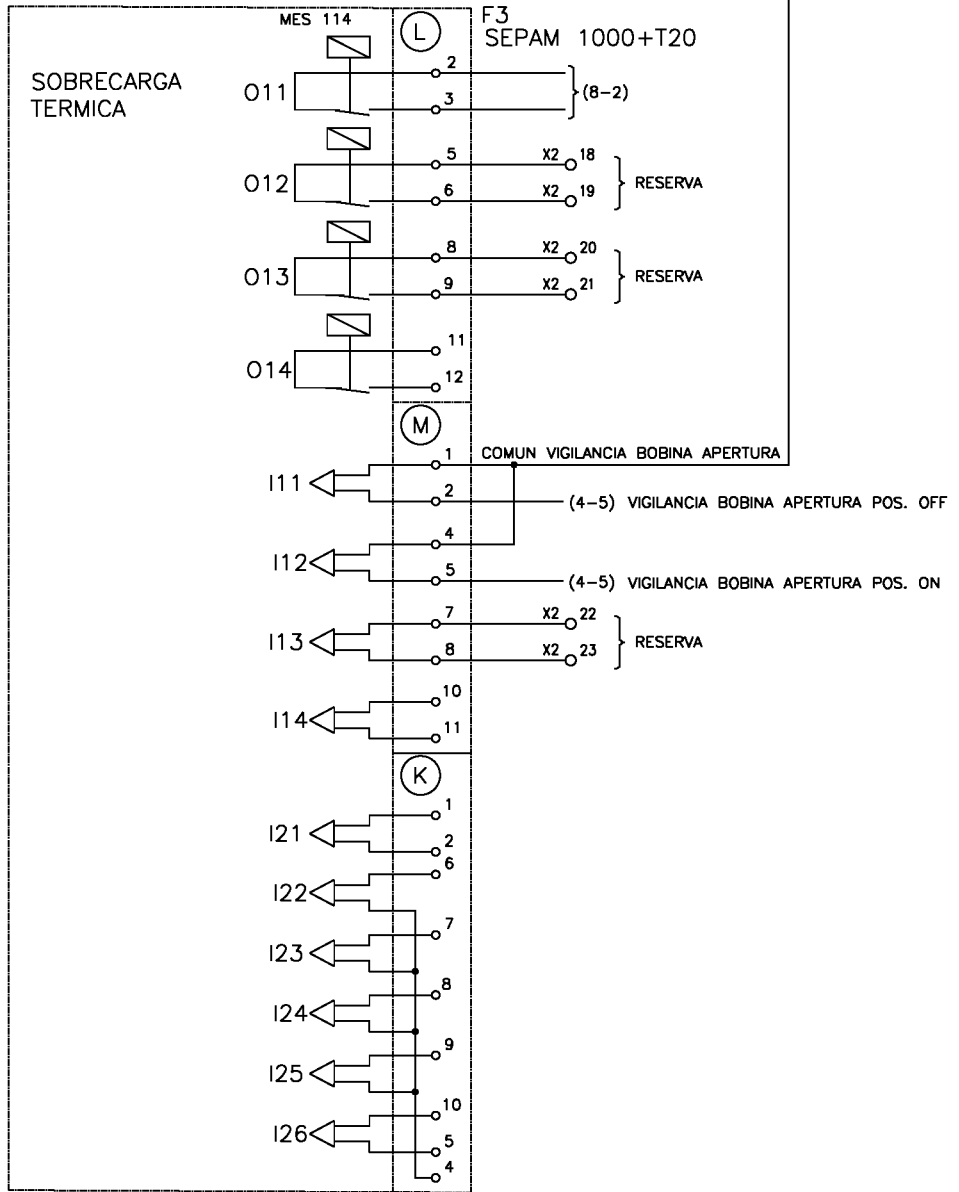 MES 114
L
F3
SEPAM 1000+T20
SOBRECARGA
TERMICA
O11
2
3
(8-2)
O12
5
X2 18
6
X2 19
RESERVA
O13
8
X2 20
9
X2 21
RESERVA
O14
11
12
M
I11
1
COMUN VIGILANCIA BOBINA APERTURA
2
(4-5) VIGILANCIA BOBINA APERTURA POS. OFF
I12
4
5
(4-5) VIGILANCIA BOBINA APERTURA POS. ON
I13
7
X2 22
8
X2 23
RESERVA
I14
10
11
K
I21
1
2
I22
6
I23
7
I24
8
I25
9
I26
10
5
4